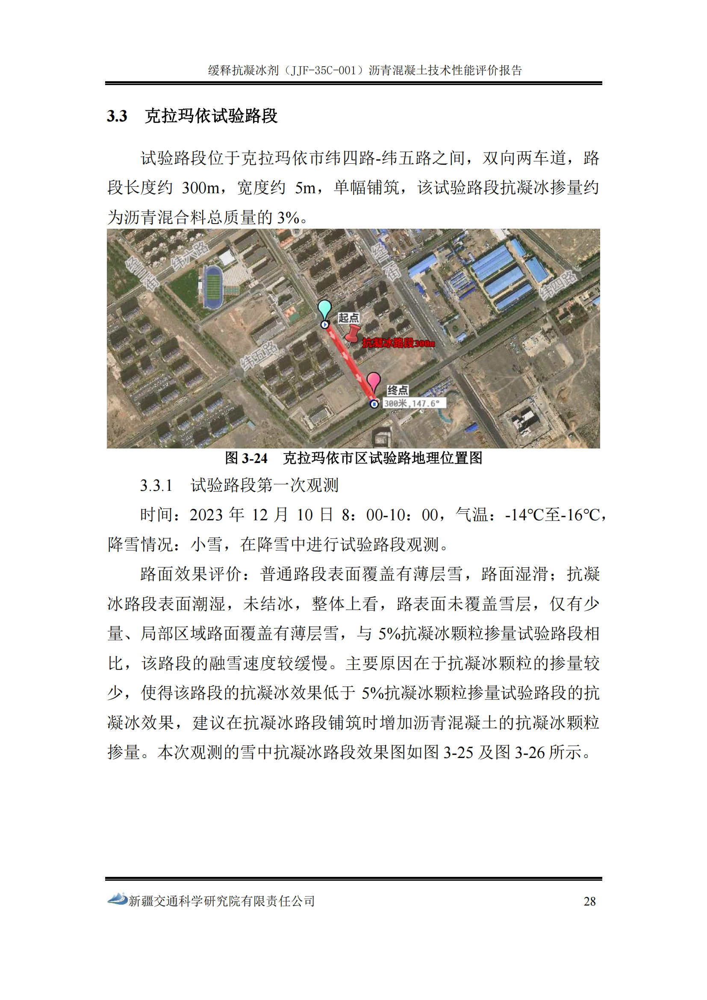 缓释抗凝冰剂（JJF-35C-001）沥青混凝土技术性能评价报告
3.3 克拉玛依试验路段
试验路段位于克拉玛依市纬四路-纬五路之间，双向两车道，路
段长度约 300m，宽度约 5m，单幅铺筑，该试验路段抗凝冰掺量约
为沥青混合料总质量的 3%。
经三街
纬六路
经二街
纬四路
起点
抗凝冰路段300m
纬五路
终点
300米,147.6°
图 3-24 克拉玛依市区试验路地理位置图
3.3.1 试验路段第一次观测
时间：2023 年 12 月 10 日 8：00-10：00，气温：-14℃至-16℃，
降雪情况：小雪，在降雪中进行试验路段观测。
路面效果评价：普通路段表面覆盖有薄层雪，路面湿滑；抗凝
冰路段表面潮湿，未结冰，整体上看，路表面未覆盖雪层，仅有少
量、局部区域路面覆盖有薄层雪，与 5%抗凝冰颗粒掺量试验路段相
比，该路段的融雪速度较缓慢。主要原因在于抗凝冰颗粒的掺量较
少，使得该路段的抗凝冰效果低于 5%抗凝冰颗粒掺量试验路段的抗
凝冰效果，建议在抗凝冰路段铺筑时增加沥青混凝土的抗凝冰颗粒
掺量。本次观测的雪中抗凝冰路段效果图如图 3-25 及图 3-26 所示。
新疆交通科学研究院有限责任公司
28